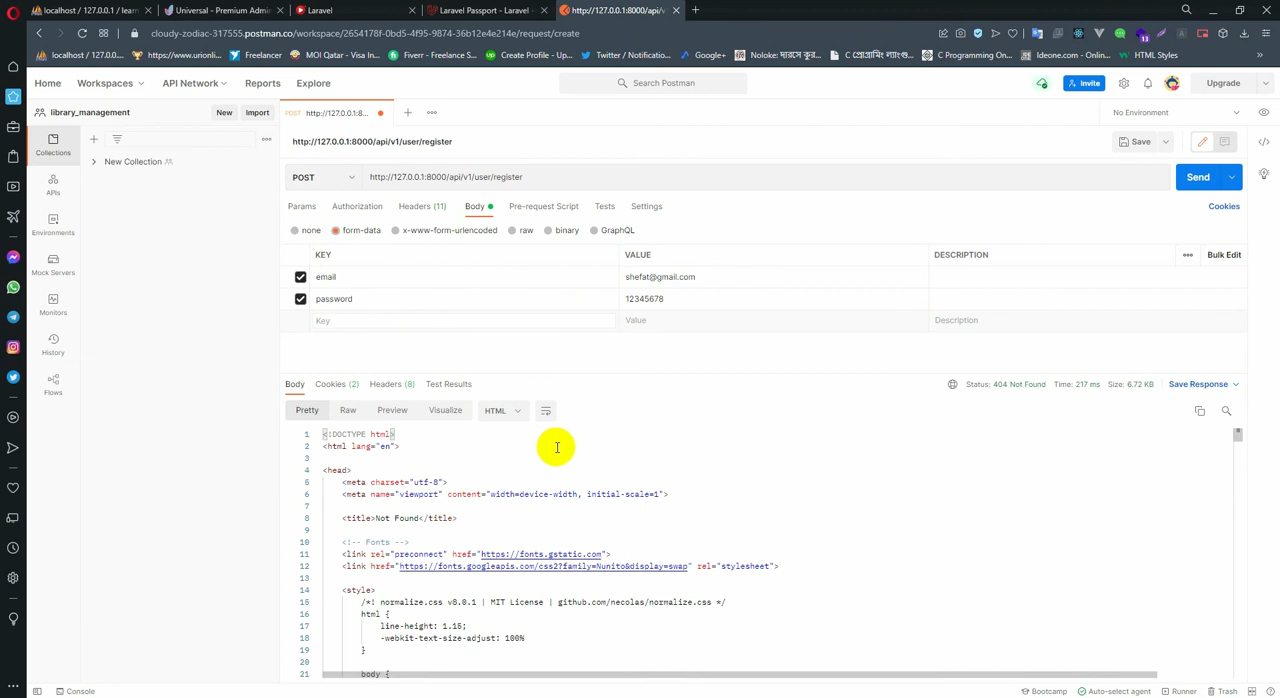 localhost / 127.0.0.1 / learn
Universal - Premium Admi
Laravel
Laravel Passport - Laravel -
http://127.0.0.1:8000/api/v
cloudy-zodiac-317555.postman.co/workspace/2654178f-0bd5-4f95-9874-36b12e4e214e/request/create
localhost / 127.0.0....
https://www.urionli...
Freelancer
MOI Qatar - Visa In...
Fiverr - Freelance S...
Create Profile - Up...
Twitter / Notificatio...
Google+
C Programming On...
Ideone.com - Onlin...
HTML Styles
Home
Workspaces
API Network
Reports
Explore
Search Postman
Invite
Upgrade
library_management
New
Import
POST http://127.0.0.1:8...
No Environment
Collections
New Collection
http://127.0.0.1:8000/api/v1/user/register
Save
POST
http://127.0.0.1:8000/api/v1/user/register
Send
APIs
Params
Authorization
Headers (11)
Body
Pre-request Script
Tests
Settings
Cookies
Environments
none
form-data
x-www-form-urlencoded
raw
binary
GraphQL
KEY
VALUE
DESCRIPTION
Bulk Edit
Mock Servers
email
shefat@gmail.com
password
12345678
Monitors
Key
Value
Description
History
Flows
Body
Cookies (2)
Headers (8)
Test Results
Status: 404 Not Found
Time: 217 ms
Size: 6.72 KB
Save Response
Pretty
Raw
Preview
Visualize
HTML
1 <!DOCTYPE html>
2 <html lang="en">
3
4 <head>
5 <meta charset="utf-8">
6 <meta name="viewport" content="width=device-width, initial-scale=1">
7
8 <title>Not Found</title>
9
10 <!-- Fonts -->
11 <link rel="preconnect" href="https://fonts.gstatic.com">
12 <link href="https://fonts.googleapis.com/css2?family=Nunito&display=swap" rel="stylesheet">
13
14 <style>
15 /*! normalize.css v8.0.1 | MIT License | github.com/necolas/normalize.css */
16 html {
17 line-height: 1.15;
18 -webkit-text-size-adjust: 100%
19 }
20
21 body {
Console
Bootcamp
Auto-select agent
Runner
Trash